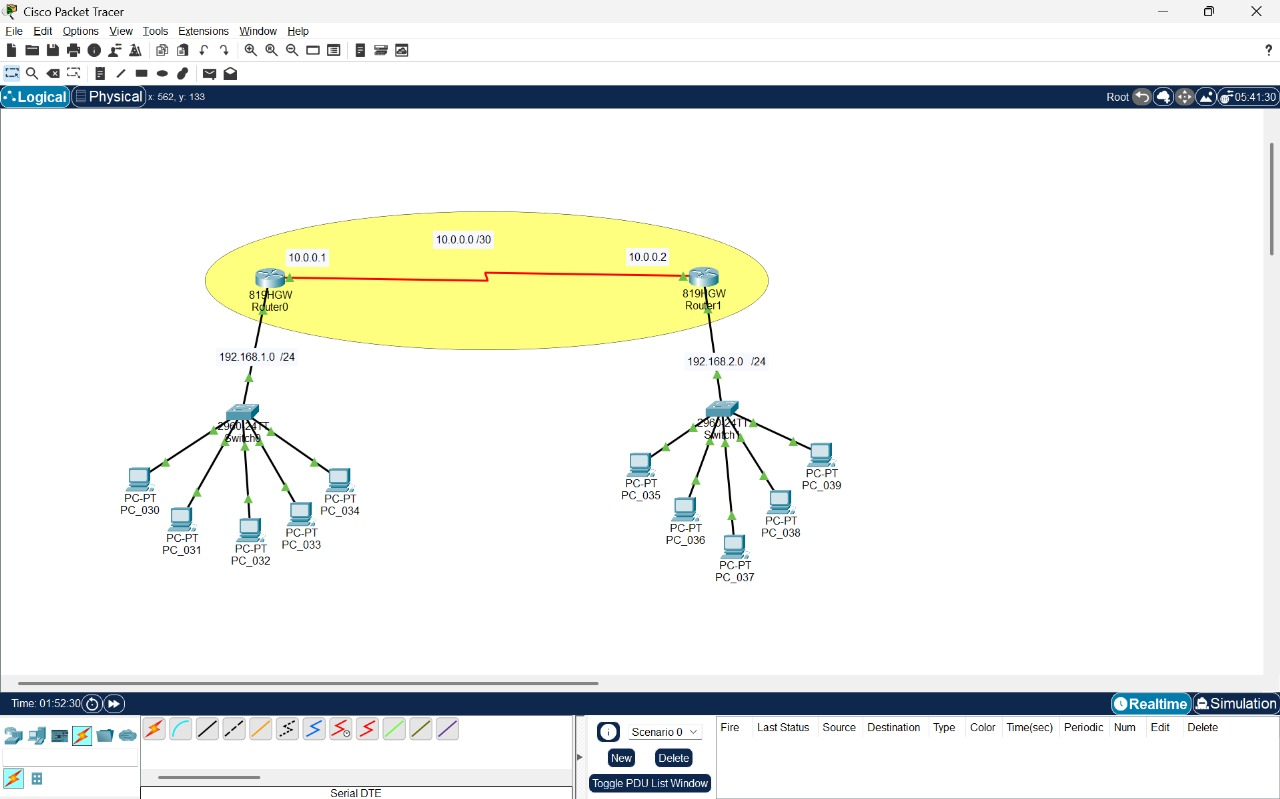 Cisco Packet Tracer
File Edit Options View Tools Extensions Window Help
?
Logical Physical x: 562, y: 133 Root 05:41:30
10.0.0.0 /30
10.0.0.1 10.0.0.2
819HGW 819HGW
Router0 Router1
192.168.1.0 /24 192.168.2.0 /24
2960-24TT 2960-24TT
Switch0 Switch1
PC-PT
PC_030
PC-PT
PC_031
PC-PT
PC_032
PC-PT
PC_033
PC-PT
PC_034
PC-PT
PC_035
PC-PT
PC_036
PC-PT
PC_037
PC-PT
PC_038
PC-PT
PC_039
Time: 01:52:30 Realtime Simulation
Scenario 0
New Delete
Toggle PDU List Window
Fire Last Status Source Destination Type Color Time(sec) Periodic Num Edit Delete
Serial DTE